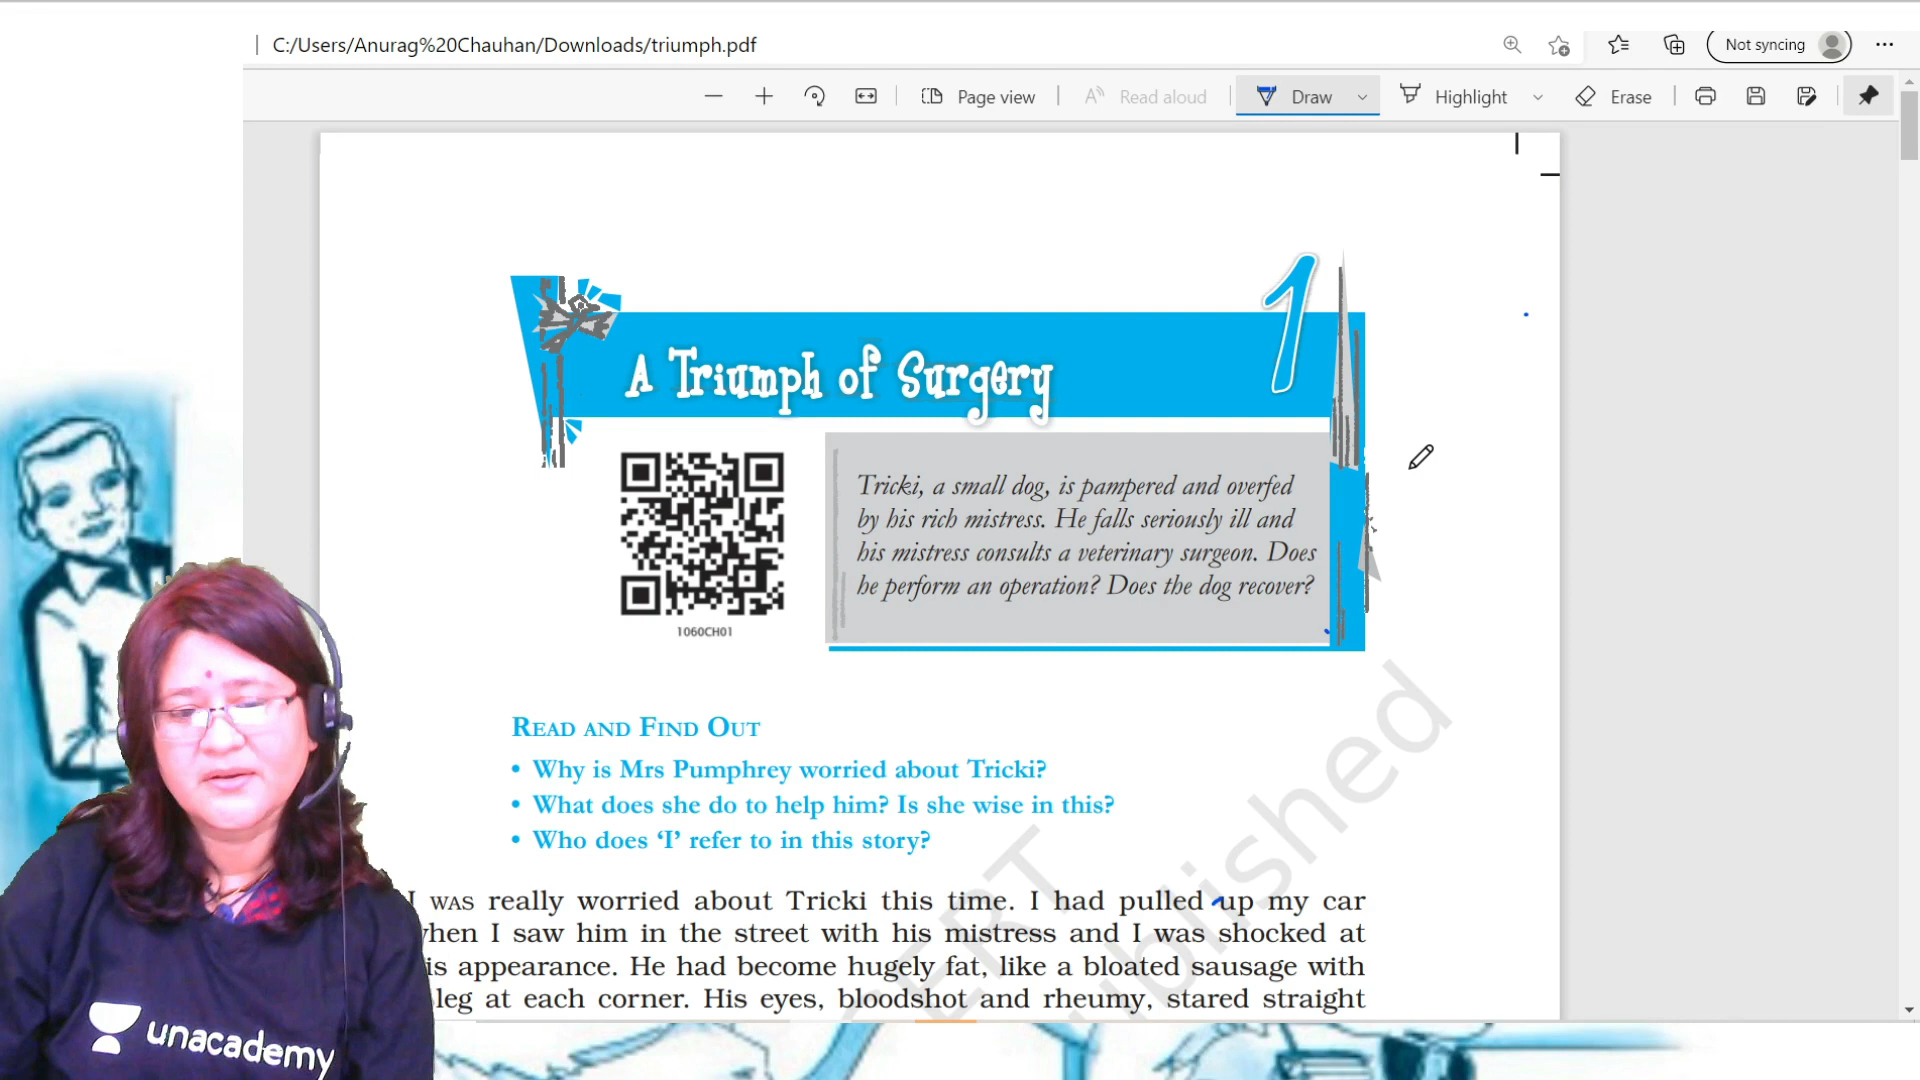 C:/Users/Anurag%20Chauhan/Downloads/triumph.pdf
Not syncing
Page view
Read aloud
Draw
Highlight
Erase
1
A Triumph of Surgery
Tricki, a small dog, is pampered and overfed
by his rich mistress. He falls seriously ill and
his mistress consults a veterinary surgeon. Does
he perform an operation? Does the dog recover?
1060CH01
READ AND FIND OUT
• Why is Mrs Pumphrey worried about Tricki?
• What does she do to help him? Is she wise in this?
• Who does ‘I’ refer to in this story?
I WAS really worried about Tricki this time. I had pulled up my car
when I saw him in the street with his mistress and I was shocked at
is appearance. He had become hugely fat, like a bloated sausage with
leg at each corner. His eyes, bloodshot and rheumy, stared straight
unacademy